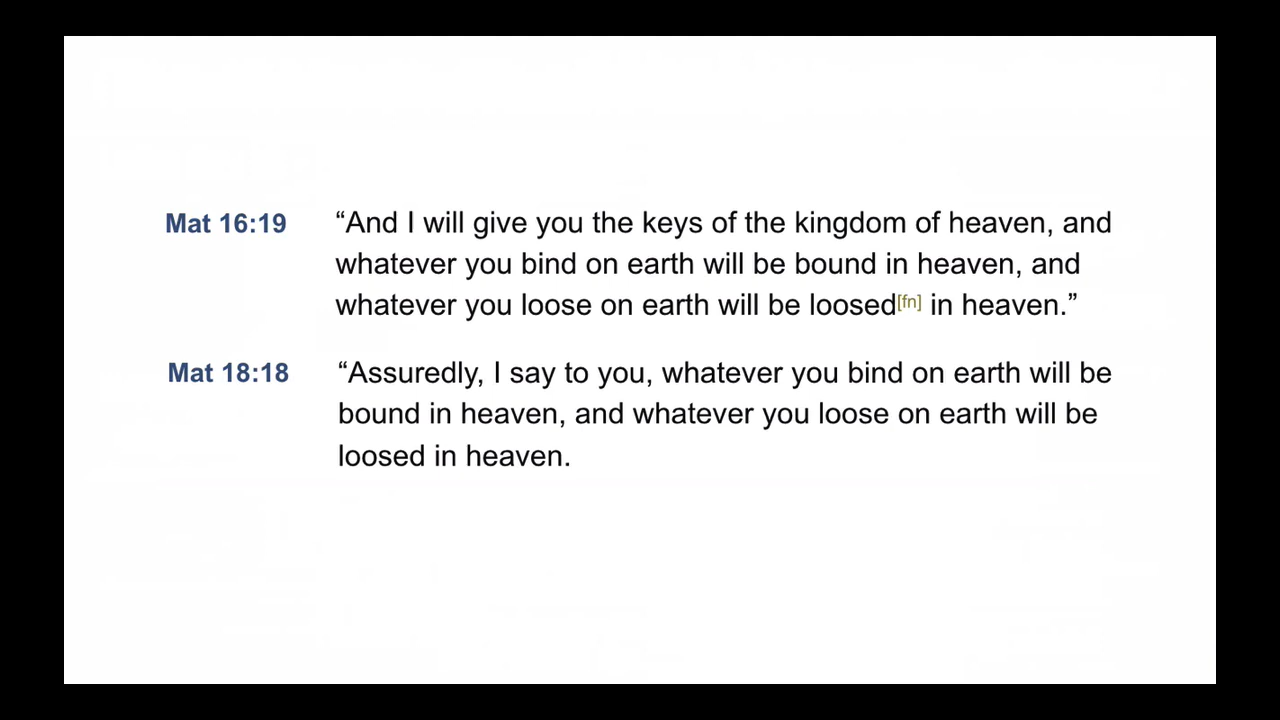 Mat 16:19 “And I will give you the keys of the kingdom of heaven, and
whatever you bind on earth will be bound in heaven, and
whatever you loose on earth will be loosed[fn] in heaven.”
Mat 18:18 “Assuredly, I say to you, whatever you bind on earth will be
bound in heaven, and whatever you loose on earth will be
loosed in heaven.